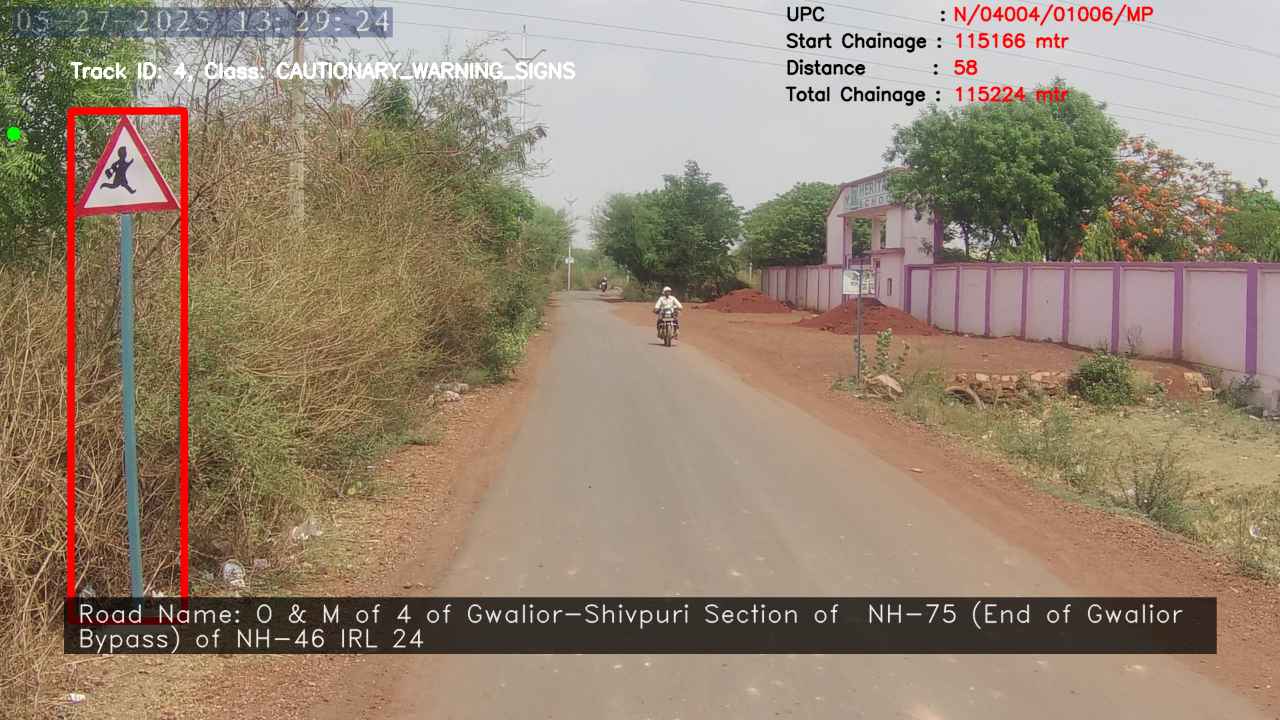 05-27-2025 13:29:24
Track ID: 4, Class: CAUTIONARY_WARNING_SIGNS
UPC : N/04004/01006/MP
Start Chainage : 115166 mtr
Distance : 58
Total Chainage : 115224 mtr
Road Name: O & M of 4 of Gwalior-Shivpuri Section of NH-75 (End of Gwalior
Bypass) of NH-46 IRL 24